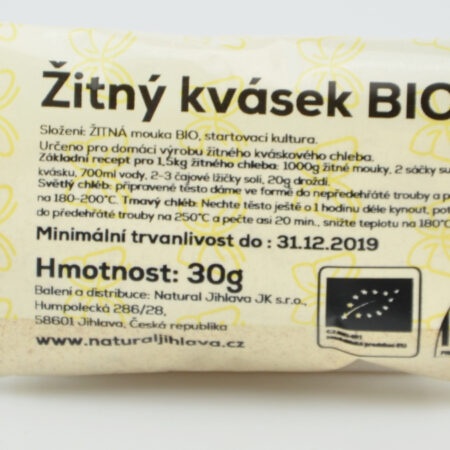 Žitný kvásek BIO
Složení: ŽITNÁ mouka BIO, startovací kultura.
Určeno pro domácí výrobu žitného kváskového chleba.
Základní recept pro 1,5kg žitného chleba: 1000g žitné mouky, 2 sáčky su
kvásku, 700ml vody, 2-3 čajové lžičky soli, 20g droždí.
Světlý chléb: připravené těsto dáme ve formě do nepředehřáté trouby a p
na 180-200°C. Tmavý chléb: Nechte těsto ještě o 1 hodinu déle kynout, pot
do předehřáté trouby na 250°C a pečte asi 20 min., snižte teplotu na 180°C
Minimální trvanlivost do : 31.12.2019
Hmotnost: 30g
Balení a distribuce: Natural Jihlava JK s.r.o.,
Humpolecká 286/28,
58601 Jihlava, Česká republika
www.naturaljihlava.cz